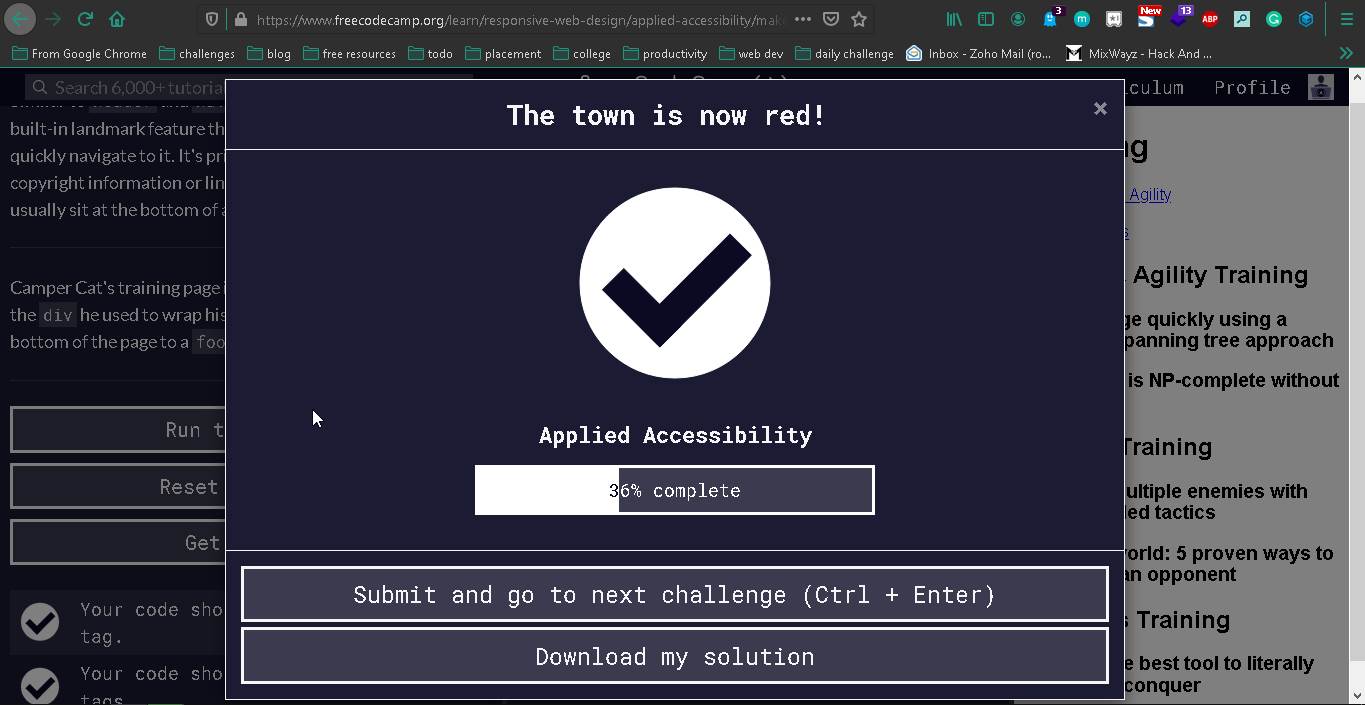 https://www.freecodecamp.org/learn/responsive-web-design/applied-accessibility/mak
3
New
13
ABP
From Google Chrome challenges blog free resources todo placement college productivity web dev daily challenge Inbox - Zoho Mail (ro... MixWayz - Hack And ...
Search 6,000+ tutoria
culum Profile
The town is now red!
×
built-in landmark feature th
quickly navigate to it. It's pr
copyright information or lin
usually sit at the bottom of a
Camper Cat's training page i
the div he used to wrap his
bottom of the page to a foo
Run t
Reset
Get
Your code sho
tag.
Your code sho
tags
Applied Accessibility
36% complete
Submit and go to next challenge (Ctrl + Enter)
Download my solution
ng
Agility
s
Agility Training
ge quickly using a
panning tree approach
is NP-complete without
Training
ultiple enemies with
ed tactics
orld: 5 proven ways to
an opponent
s Training
e best tool to literally
conquer